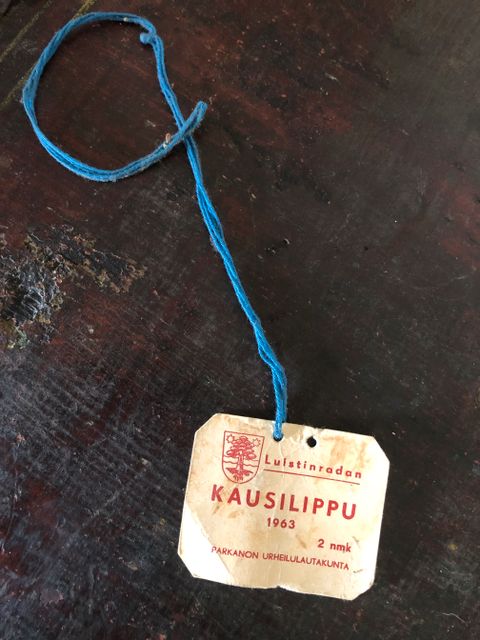 Luistinradan
KAUSILIPPU
1963
2 nmk
PARKANON URHEILULAUTAKUNTA